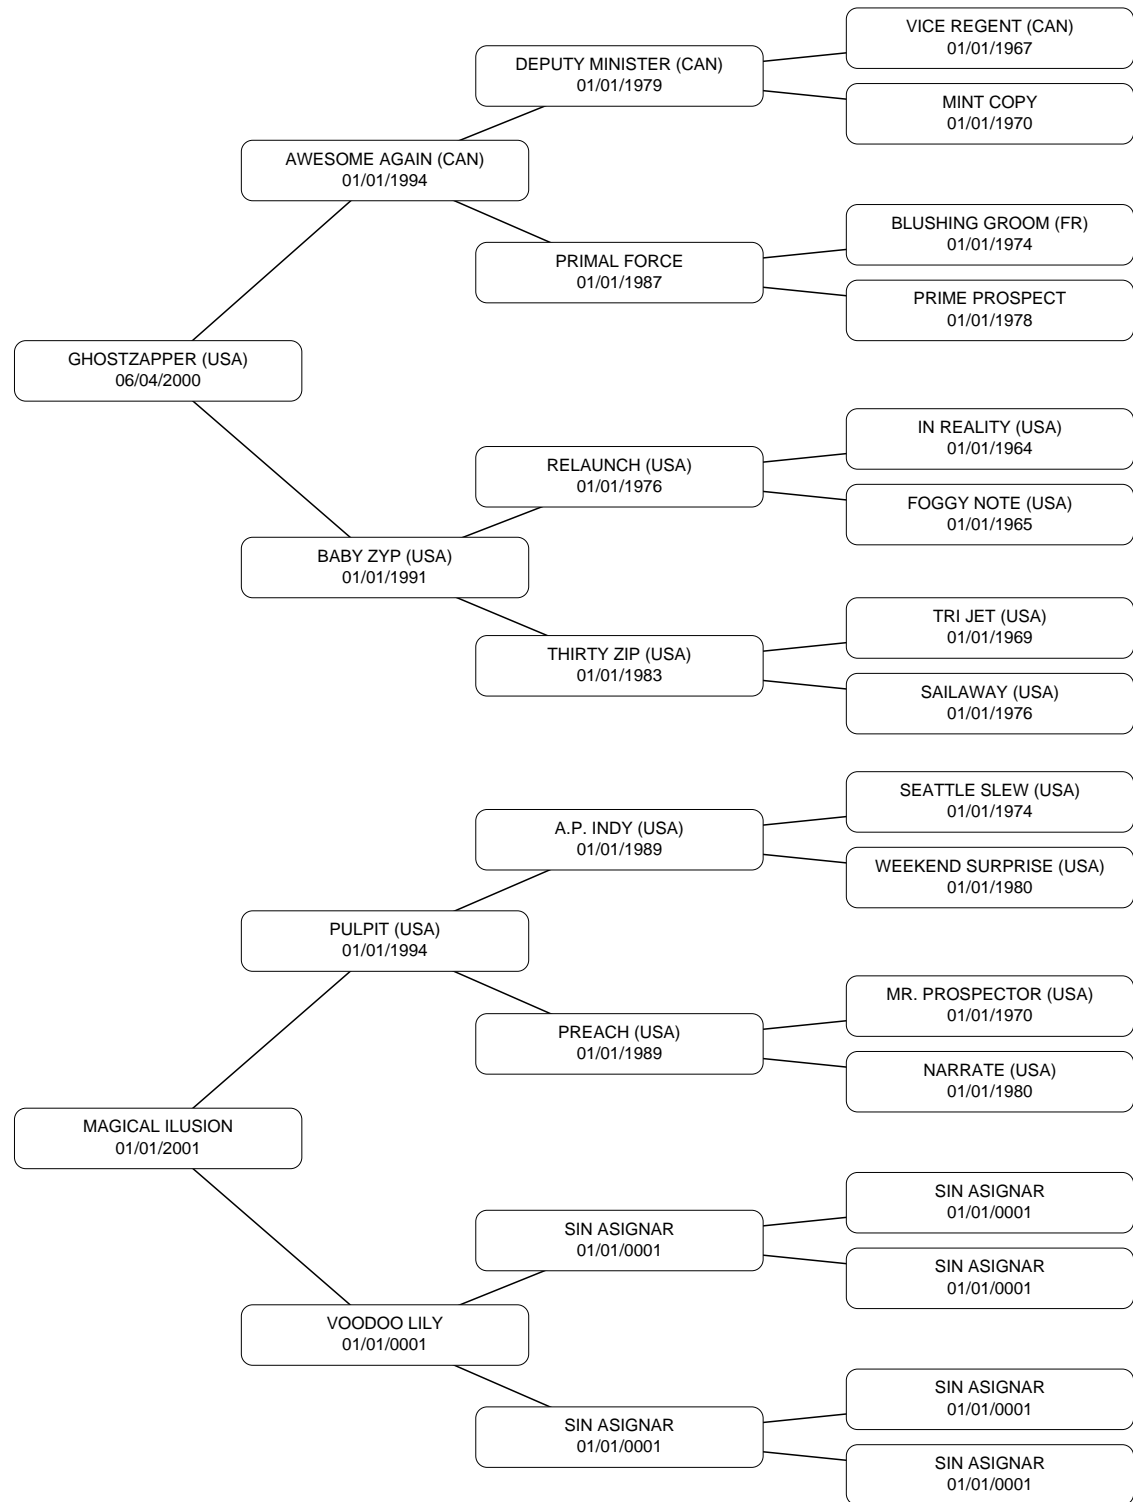 VICE REGENT (CAN)
01/01/1967
DEPUTY MINISTER (CAN)
01/01/1979
MINT COPY
01/01/1970
AWESOME AGAIN (CAN)
01/01/1994
BLUSHING GROOM (FR)
01/01/1974
PRIMAL FORCE
01/01/1987
PRIME PROSPECT
01/01/1978
GHOSTZAPPER (USA)
06/04/2000
IN REALITY (USA)
01/01/1964
RELAUNCH (USA)
01/01/1976
FOGGY NOTE (USA)
01/01/1965
BABY ZYP (USA)
01/01/1991
TRI JET (USA)
01/01/1969
THIRTY ZIP (USA)
01/01/1983
SAILAWAY (USA)
01/01/1976
SEATTLE SLEW (USA)
01/01/1974
A.P. INDY (USA)
01/01/1989
WEEKEND SURPRISE (USA)
01/01/1980
PULPIT (USA)
01/01/1994
MR. PROSPECTOR (USA)
01/01/1970
PREACH (USA)
01/01/1989
NARRATE (USA)
01/01/1980
MAGICAL ILUSION
01/01/2001
SIN ASIGNAR
01/01/0001
SIN ASIGNAR
01/01/0001
SIN ASIGNAR
01/01/0001
VOODOO LILY
01/01/0001
SIN ASIGNAR
01/01/0001
SIN ASIGNAR
01/01/0001
SIN ASIGNAR
01/01/0001